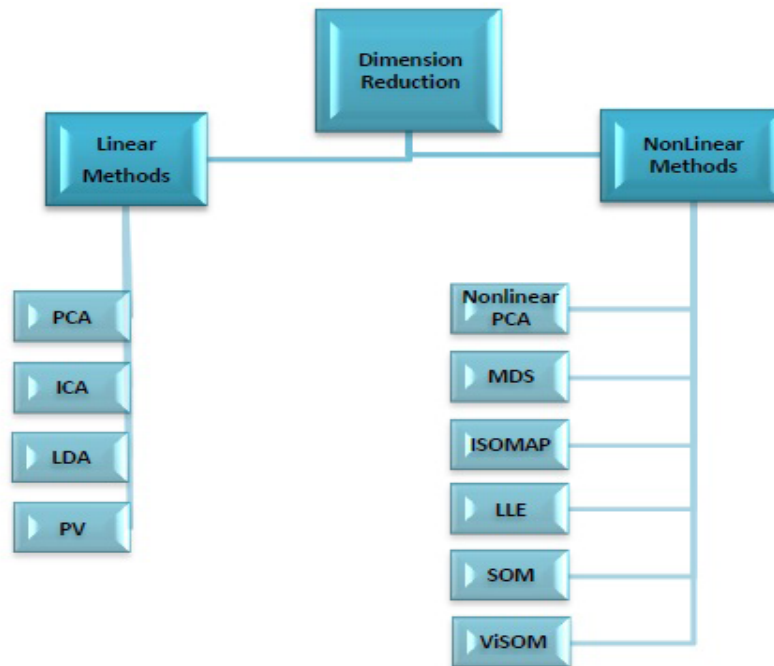 Dimension
Reduction
Linear
Methods
NonLinear
Methods
PCA
ICA
LDA
PV
Nonlinear
PCA
MDS
ISOMAP
LLE
SOM
ViSOM